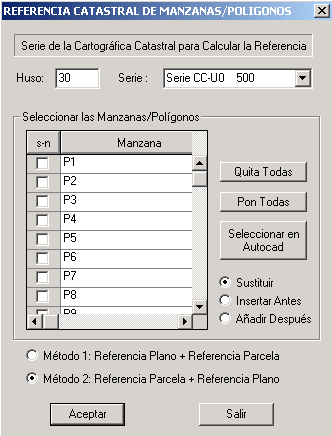 REFERENCIA CATASTRAL DE MANZANAS/POLIGONOS
Serie de la Cartográfica Catastral para Calcular la Referencia
Huso: 30 Serie : Serie CC-U0 500
Seleccionar las Manzanas/Polígonos
s-n Manzana
P1
P2
P3
P4
P5
P6
P7
P8
P9
Quita Todas
Pon Todas
Seleccionar en
Autocad
Sustituir
Insertar Antes
Añadir Después
Método 1: Referencia Plano + Referencia Parcela
Método 2: Referencia Parcela + Referencia Plano
Aceptar Salir